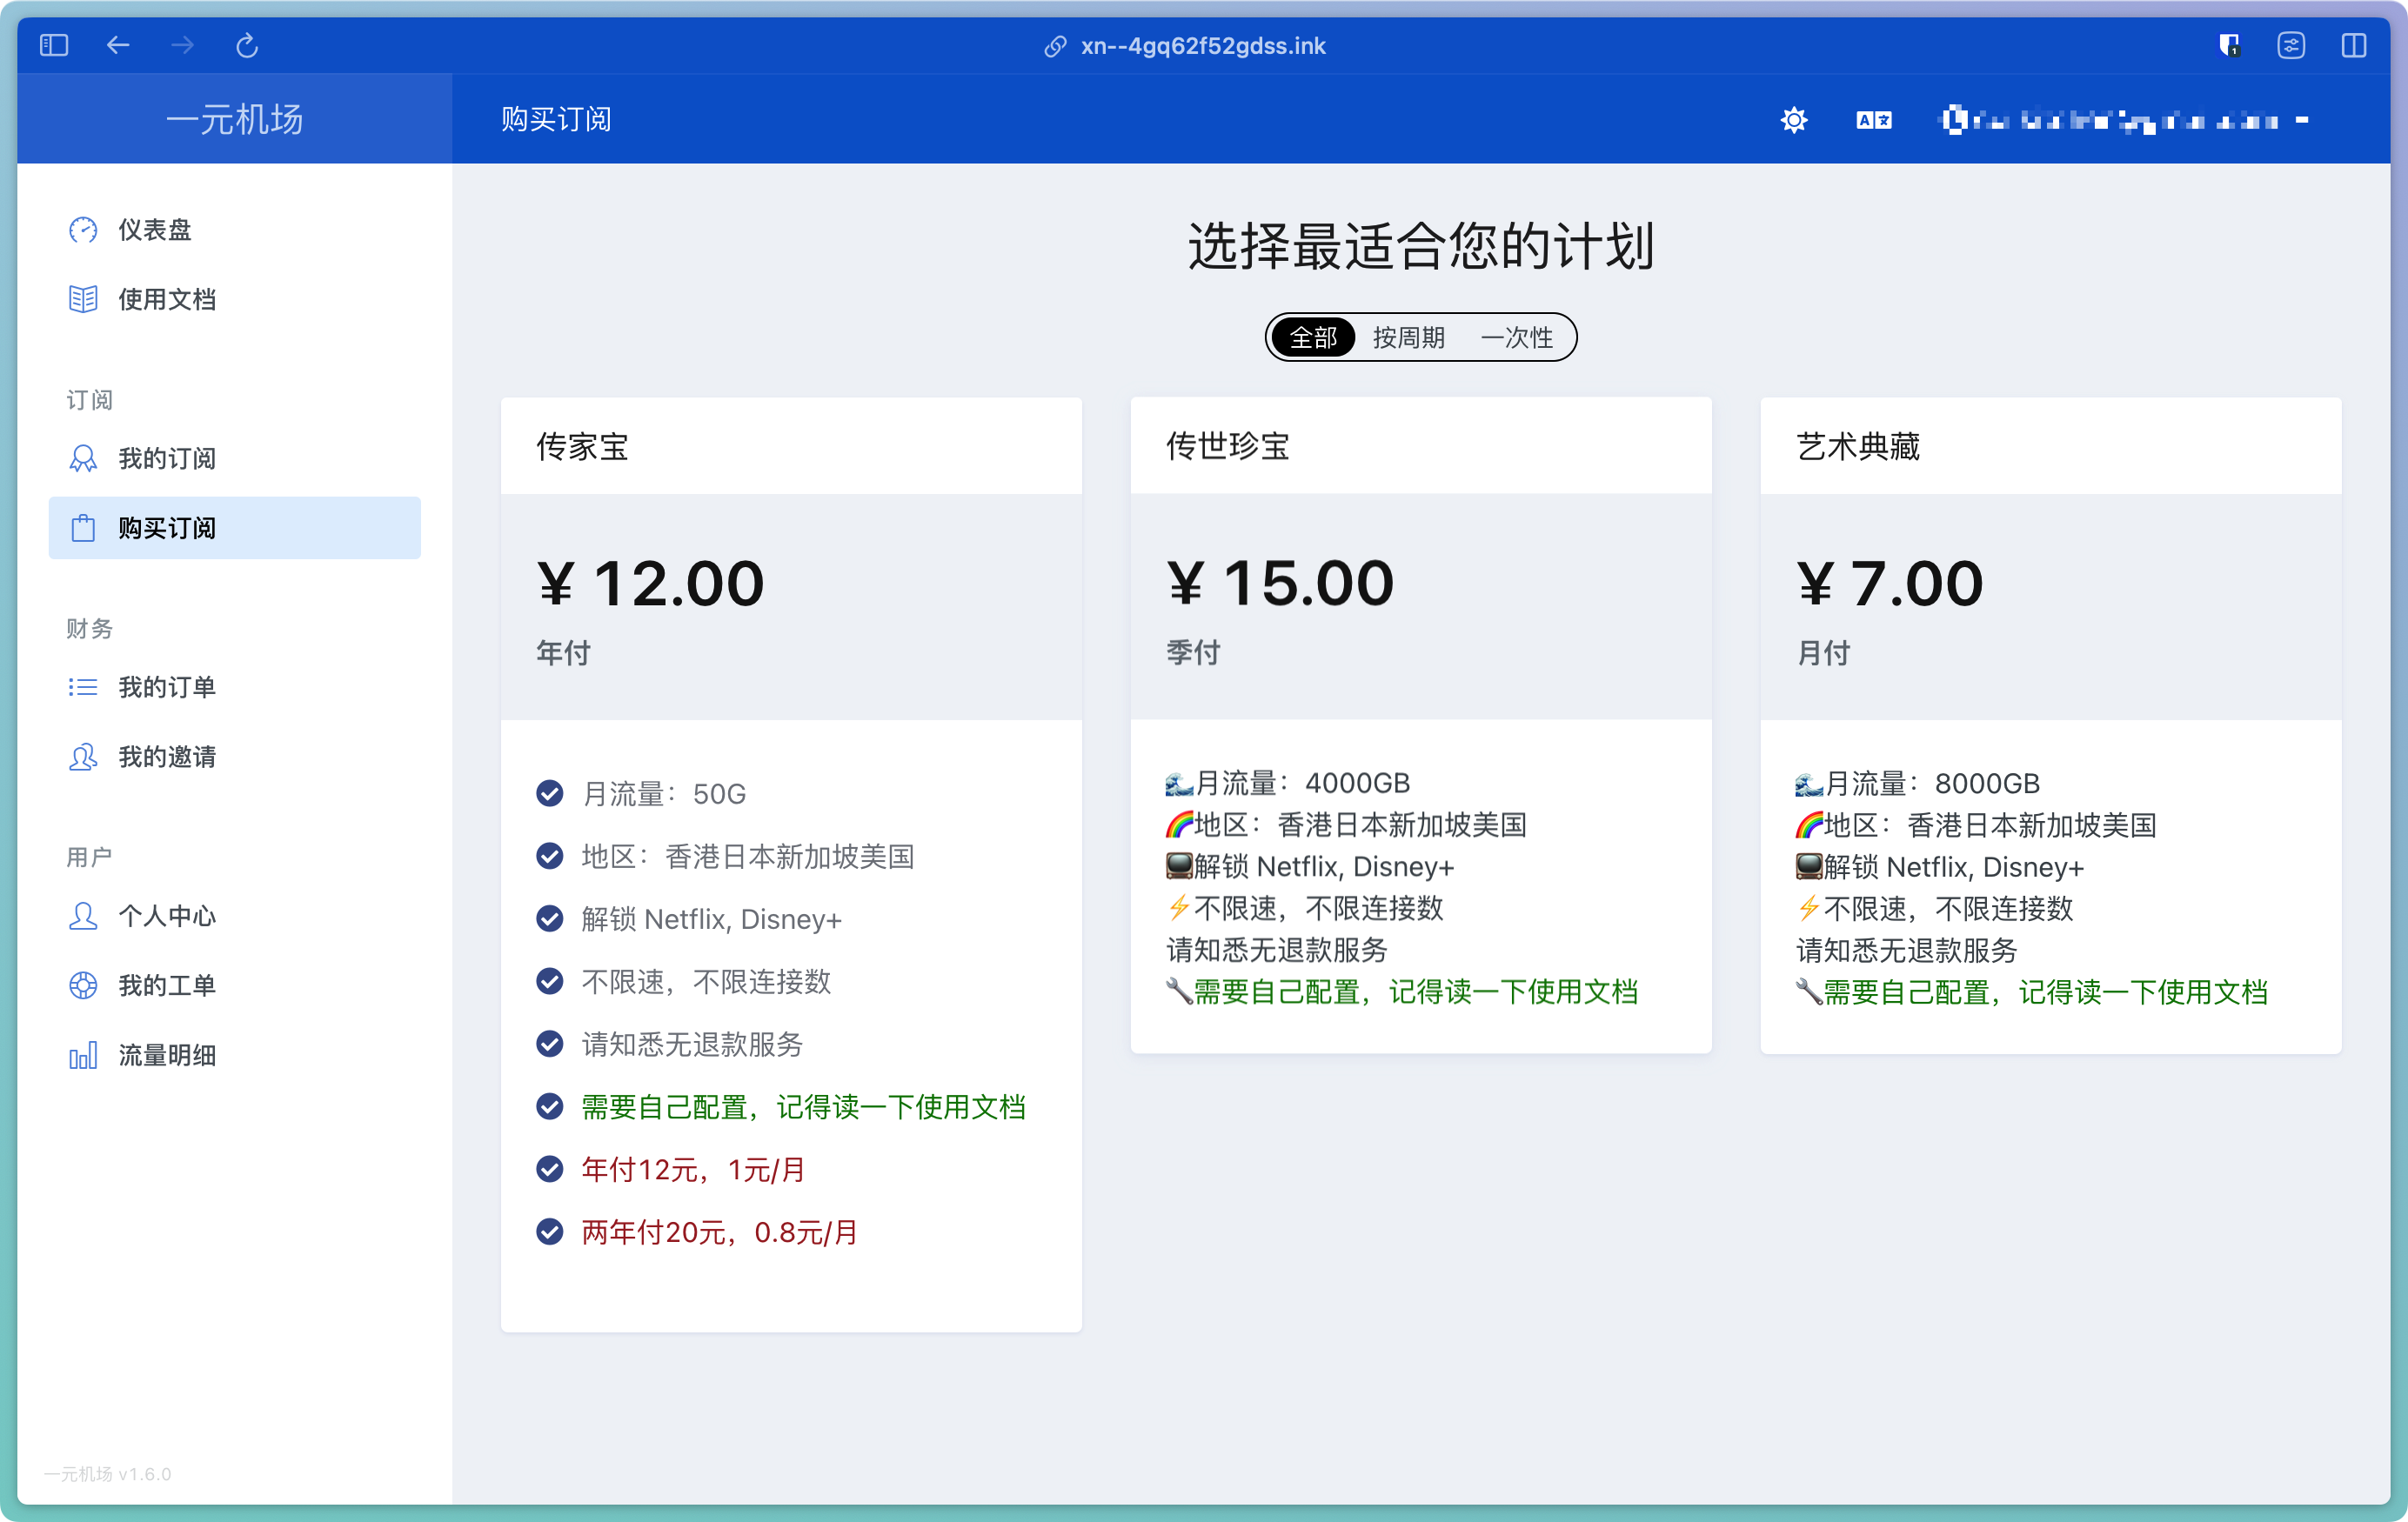 xn--4gq62f52gdss.ink
1
一元机场
购买订阅
仪表盘
使用文档
订阅
我的订阅
购买订阅
财务
我的订单
我的邀请
用户
个人中心
我的工单
流量明细
一元机场 v1.6.0
选择最适合您的计划
全部 按周期 一次性
传家宝
¥ 12.00
年付
月流量：50G
地区：香港日本新加坡美国
解锁 Netflix, Disney+
不限速，不限连接数
请知悉无退款服务
需要自己配置，记得读一下使用文档
年付12元，1元/月
两年付20元，0.8元/月
传世珍宝
¥ 15.00
季付
🌊月流量：4000GB
🌈地区：香港日本新加坡美国
📺解锁 Netflix, Disney+
⚡不限速，不限连接数
请知悉无退款服务
🔧需要自己配置，记得读一下使用文档
艺术典藏
¥ 7.00
月付
🌊月流量：8000GB
🌈地区：香港日本新加坡美国
📺解锁 Netflix, Disney+
⚡不限速，不限连接数
请知悉无退款服务
🔧需要自己配置，记得读一下使用文档